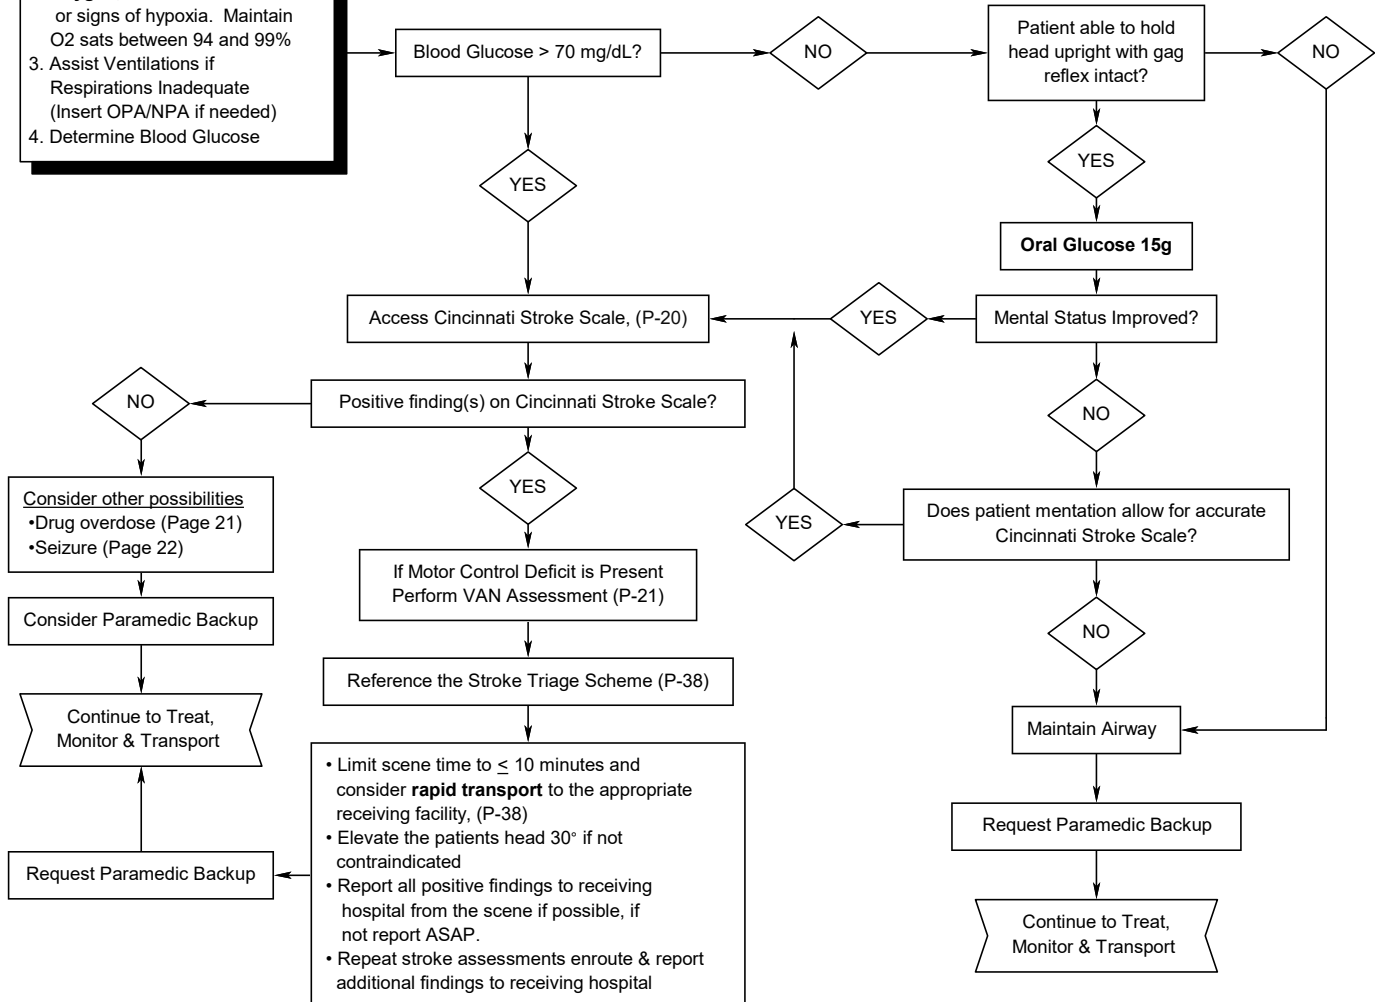 or signs of hypoxia. Maintain
O2 sats between 94 and 99%
3. Assist Ventilations if
Respirations Inadequate
(Insert OPA/NPA if needed)
4. Determine Blood Glucose
Blood Glucose > 70 mg/dL?
NO
Patient able to hold
head upright with gag
reflex intact?
NO
YES
YES
Oral Glucose 15g
Access Cincinnati Stroke Scale, (P-20)
YES
Mental Status Improved?
NO
Positive finding(s) on Cincinnati Stroke Scale?
NO
YES
Consider other possibilities
•Drug overdose (Page 21)
•Seizure (Page 22)
YES
Does patient mentation allow for accurate
Cincinnati Stroke Scale?
If Motor Control Deficit is Present
Perform VAN Assessment (P-21)
Consider Paramedic Backup
NO
Reference the Stroke Triage Scheme (P-38)
Continue to Treat,
Monitor & Transport
Maintain Airway
• Limit scene time to < 10 minutes and
consider rapid transport to the appropriate
receiving facility, (P-38)
• Elevate the patients head 30° if not
contraindicated
• Report all positive findings to receiving
hospital from the scene if possible, if
not report ASAP.
• Repeat stroke assessments enroute & report
additional findings to receiving hospital
Request Paramedic Backup
Request Paramedic Backup
Continue to Treat,
Monitor & Transport